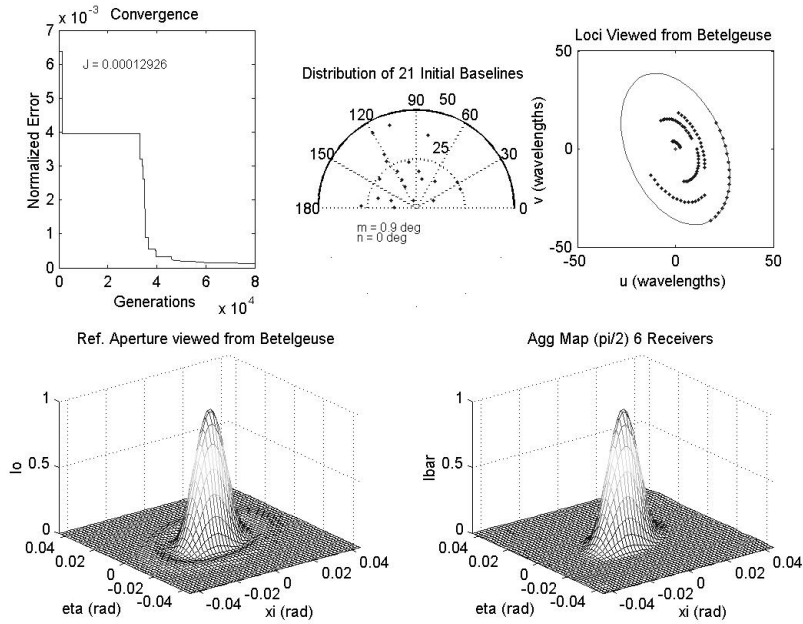 Convergence
x 10^-3
7
6
5
4
3
2
1
0
J = 0.00012926
Normalized Error
0 2 4 6 8
Generations
x 10^4
Distribution of 21 Initial Baselines
90
120 60
50
25
150 30
180 0
m = 0.9 deg
n = 0 deg
Loci Viewed from Betelgeuse
50
0
-50
v (wavelengths)
-50 0 50
u (wavelengths)
Ref. Aperture viewed from Betelgeuse
1
0.5
0
Io
0.04
0.02
0
-0.02
-0.04
eta (rad)
-0.04
-0.02
0
0.02
0.04
xi (rad)
Agg Map (pi/2) 6 Receivers
1
0.5
0
Ibar
0.04
0.02
0
-0.02
-0.04
eta (rad)
-0.04
-0.02
0
0.02
0.04
xi (rad)